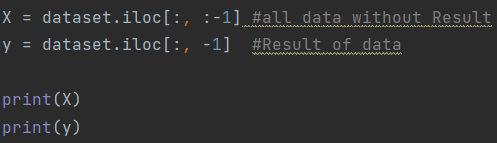 X = dataset.iloc[:, :-1] #all data without Result
y = dataset.iloc[:, -1]  #Result of data
print(X)
print(y)